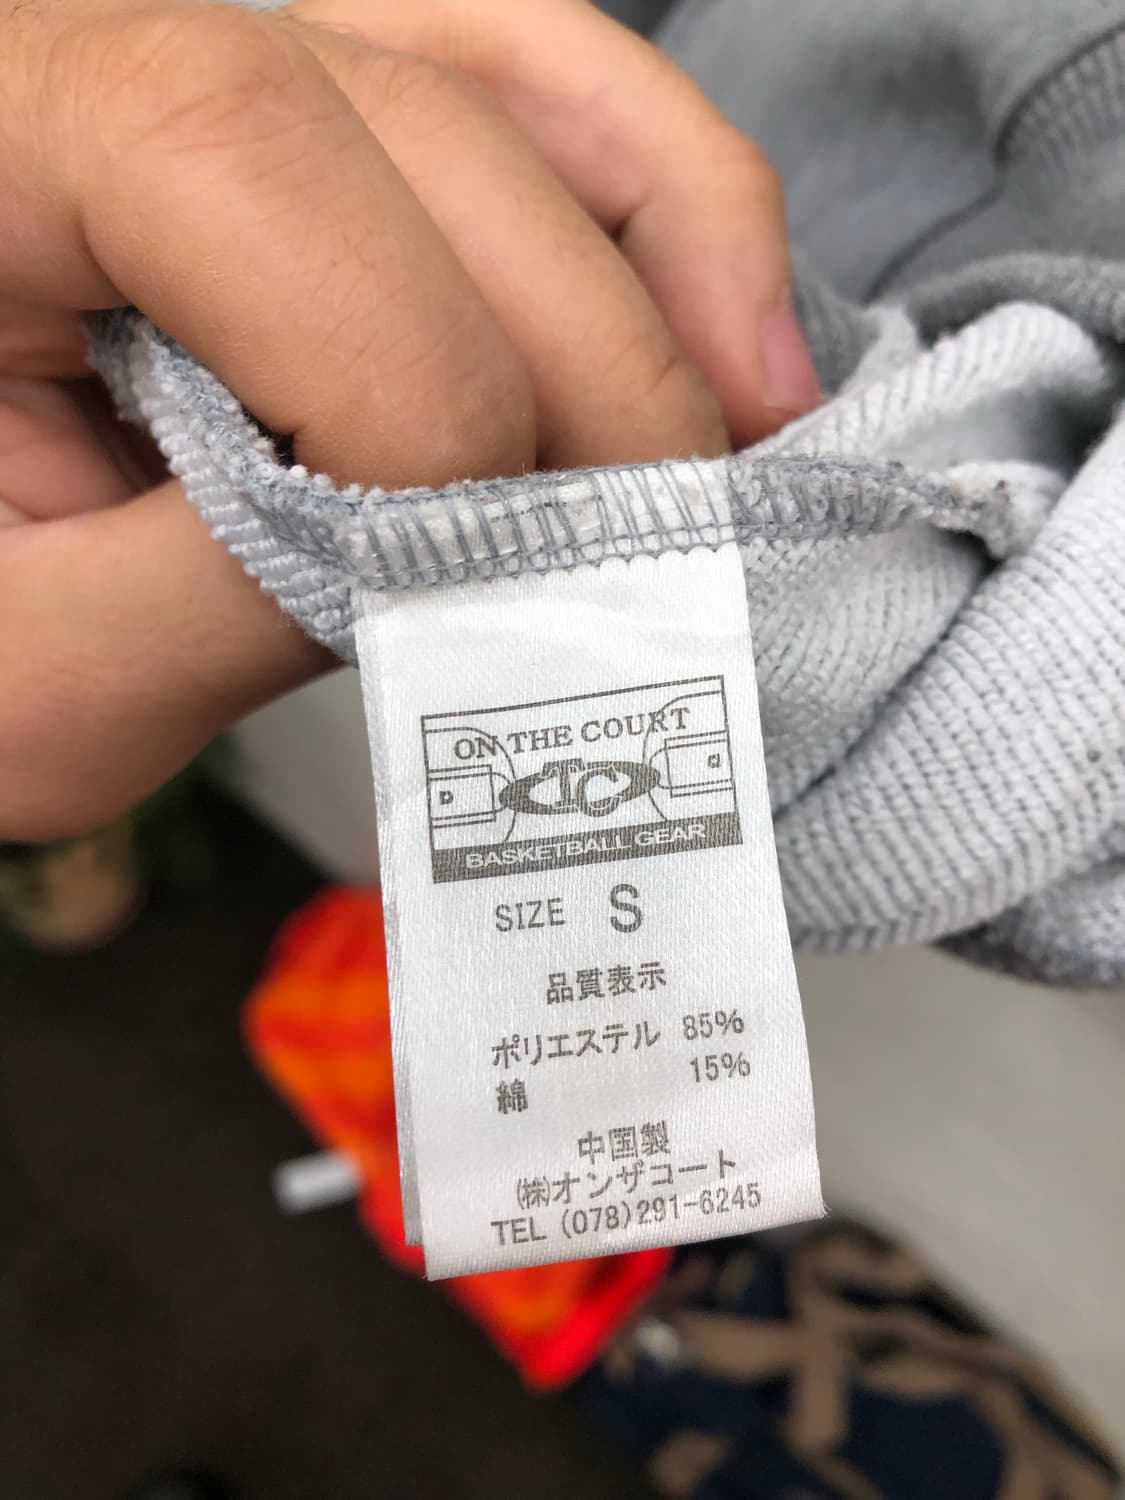 ON THE COURT
BASKETBALL GEAR
SIZE S
品質表示
ポリエステル 85%
綿 15%
中国製
㈱オンザコート
TEL (078)291-6245